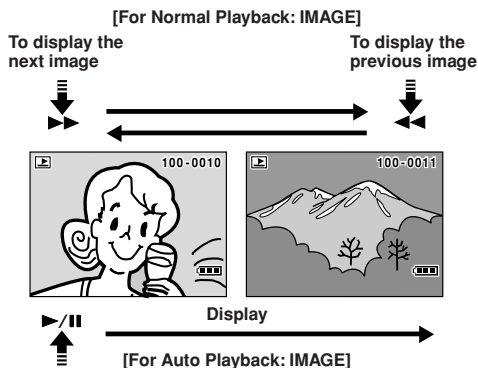 [For Normal Playback: IMAGE]
To display the
next image
To display the
previous image
100-0010
100-0011
Display
[For Auto Playback: IMAGE]